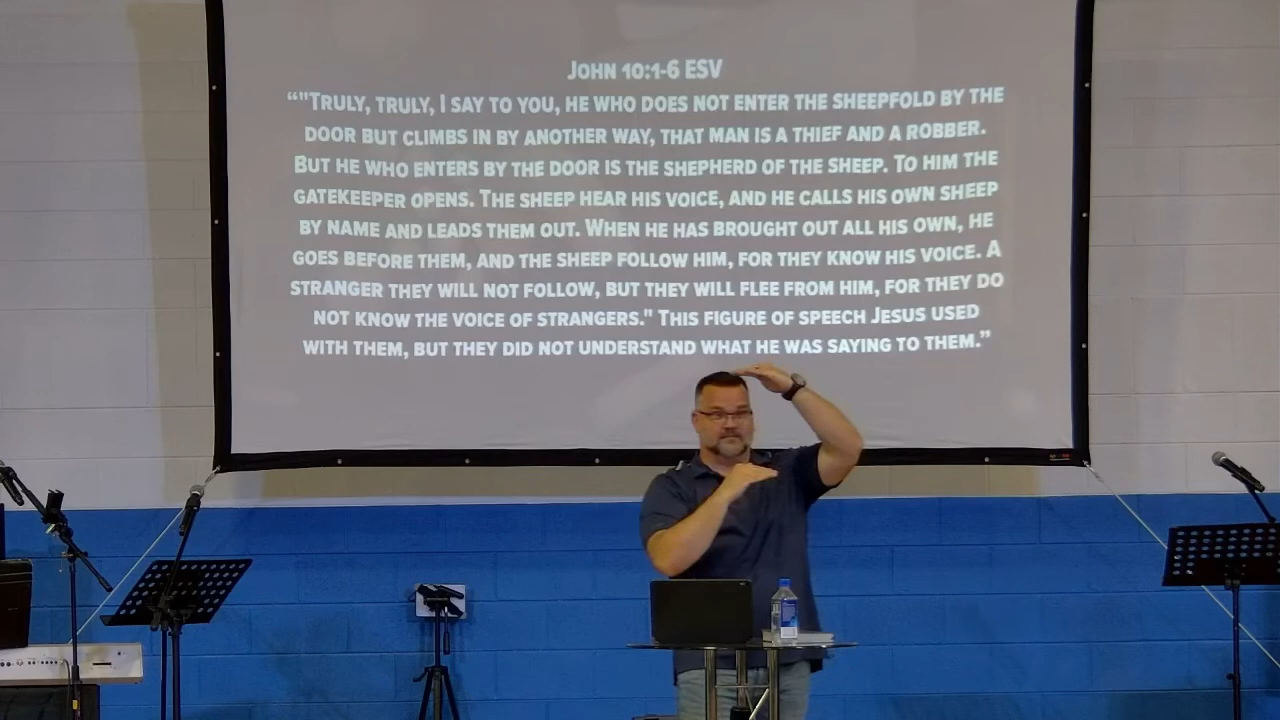 John 10:1-6 ESV
“"Truly, truly, I say to you, he who does not enter the sheepfold by the
door but climbs in by another way, that man is a thief and a robber.
But he who enters by the door is the shepherd of the sheep. To him the
gatekeeper opens. The sheep hear his voice, and he calls his own sheep
by name and leads them out. When he has brought out all his own, he
goes before them, and the sheep follow him, for they know his voice. A
stranger they will not follow, but they will flee from him, for they do
not know the voice of strangers." This figure of speech Jesus used
with them, but they did not understand what he was saying to them.”